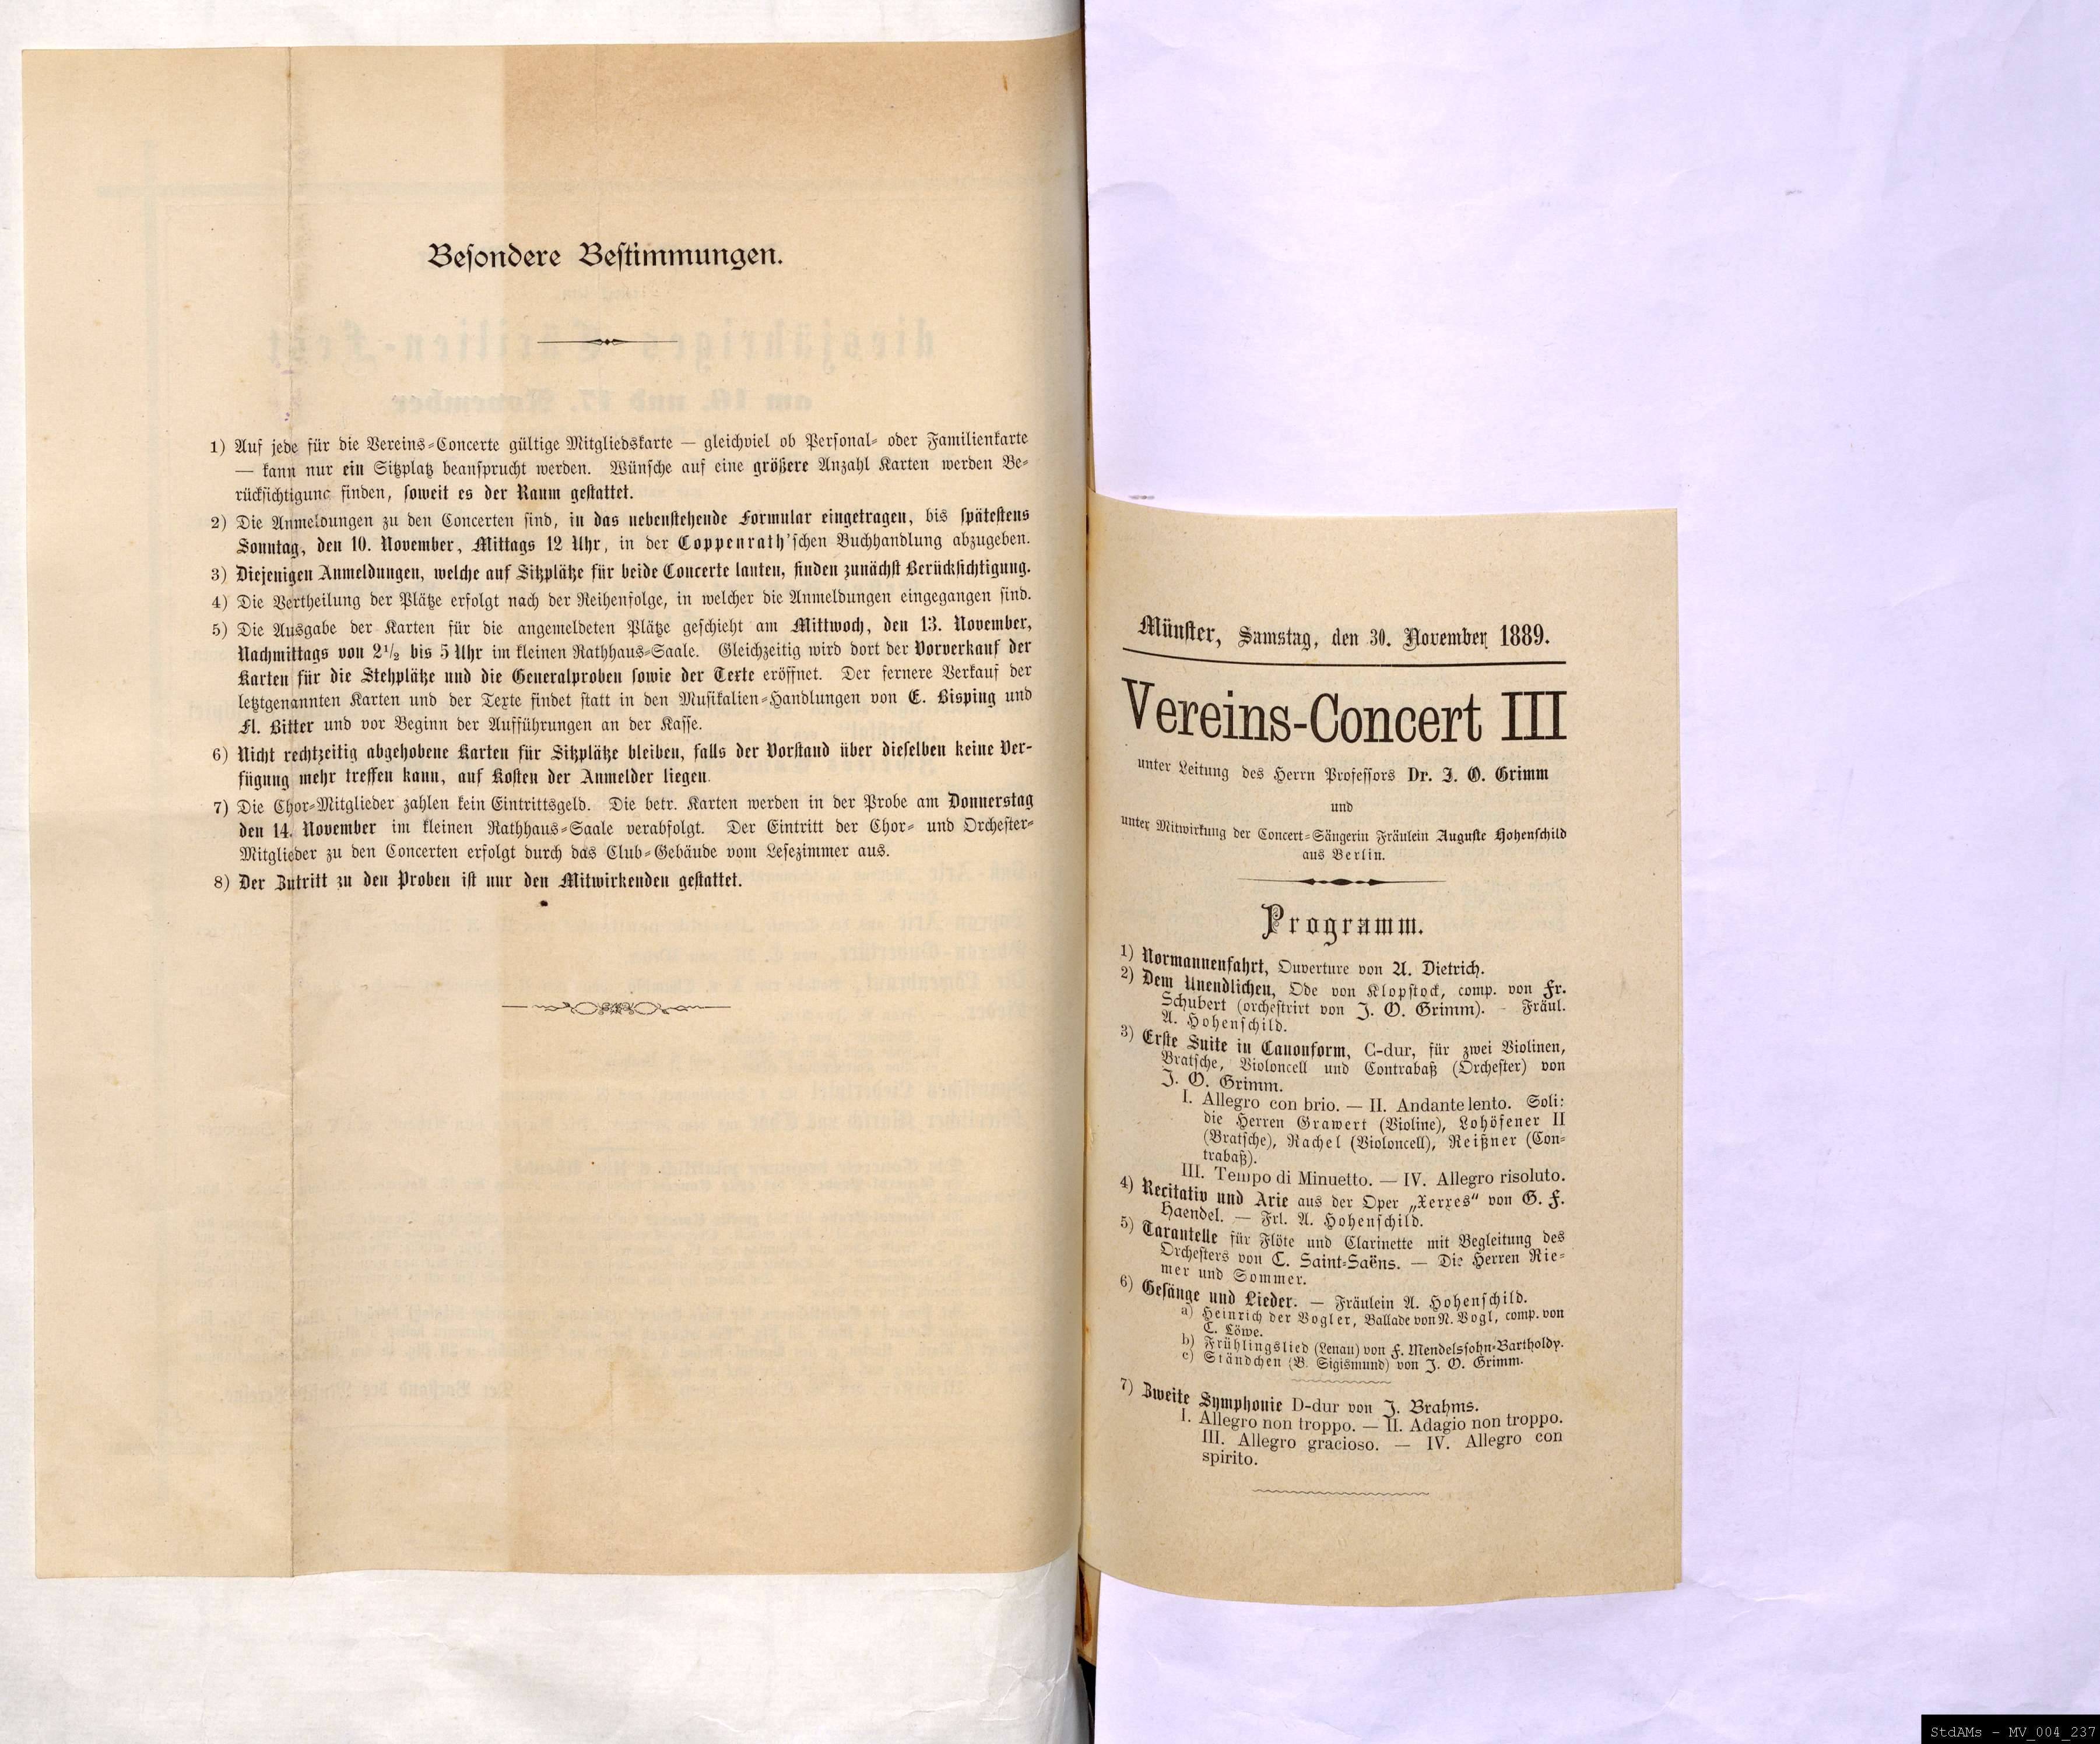 Besondere Bestimmungen.
1) Auf jede für die Vereins-Concerte gültige Mitgliedskarte — gleichviel ob Personal- oder Familienkarte
— kann nur ein Sitzplatz beansprucht werden. Wünsche auf eine größere Anzahl Karten werden Be-
rücksichtigung finden, soweit es der Raum gestattet.
2) Die Anmeldungen zu den Concerten sind, in das nebenstehende Formular eingetragen, bis spätestens
Sonntag, den 10. November, Mittags 12 Uhr, in der Coppenrath'schen Buchhandlung abzugeben.
3) Diejenigen Anmeldungen, welche auf Sitzplätze für beide Concerte lauten, finden zunächst Berücksichtigung.
4) Die Vertheilung der Plätze erfolgt nach der Reihenfolge, in welcher die Anmeldungen eingegangen sind.
5) Die Ausgabe der Karten für die angemeldeten Plätze geschieht am Mittwoch, den 13. November,
Nachmittags von 2½ bis 5 Uhr im kleinen Rathhaus-Saale. Gleichzeitig wird dort der Vorverkauf der
Karten für die Stehplätze und die Generalproben sowie der Texte eröffnet. Der fernere Verkauf der
letztgenannten Karten und der Texte findet statt in den Musikalien-Handlungen von E. Bisping und
Fl. Bitter und vor Beginn der Aufführungen an der Kasse.
6) Nicht rechtzeitig abgehobene Karten für Sitzplätze bleiben, falls der Vorstand über dieselben keine Ver-
fügung mehr treffen kann, auf Kosten der Anmelder liegen.
7) Die Chor-Mitglieder zahlen kein Eintrittsgeld. Die betr. Karten werden in der Probe am Donnerstag
den 14. November im kleinen Rathhaus-Saale verabfolgt. Der Eintritt der Chor- und Orchester-
Mitglieder zu den Concerten erfolgt durch das Club-Gebäude vom Lesezimmer aus.
8) Der Zutritt zu den Proben ist nur den Mitwirkenden gestattet.
Münster, Samstag, den 30. November 1889.
Vereins-Concert III
unter Leitung des Herrn Professors Dr. J. O. Grimm
und
unter Mitwirkung der Concert-Sängerin Fräulein Auguste Hohenschild
aus Berlin.
Programm.
1) Normannenfahrt, Ouverture von A. Dietrich.
2) Dem Unendlichen, Ode von Klopstock, comp. von Fr.
Schubert (orchestrirt von J. O. Grimm). — Fräul.
A. Hohenschild.
3) Erste Suite in Canonform, C-dur, für zwei Violinen,
Bratsche, Violoncell und Contrabaß (Orchester) von
J. O. Grimm.
I. Allegro con brio. — II. Andante lento. Soli:
die Herren Grawert (Violine), Lohöfener II
(Bratsche), Rachel (Violoncell), Reißner (Con-
trabaß).
III. Tempo di Minuetto. — IV. Allegro risoluto.
4) Recitativ und Arie aus der Oper „Xerxes“ von G. F.
Haendel. — Frl. A. Hohenschild.
5) Tarantelle für Flöte und Clarinette mit Begleitung des
Orchesters von C. Saint-Saëns. — Die Herren Rie-
mer und Sommer.
6) Gesänge und Lieder. — Fräulein A. Hohenschild.
a) Heinrich der Vogler, Ballade von N. Vogl, comp. von
C. Löwe.
b) Frühlingslied (Lenau) von F. Mendelssohn-Bartholdy.
c) Ständchen (B. Sigismund) von J. O. Grimm.
7) Zweite Symphonie D-dur von J. Brahms.
I. Allegro non troppo. — II. Adagio non troppo.
III. Allegro gracioso. — IV. Allegro con
spirito.
StdAMs - MV_004_237